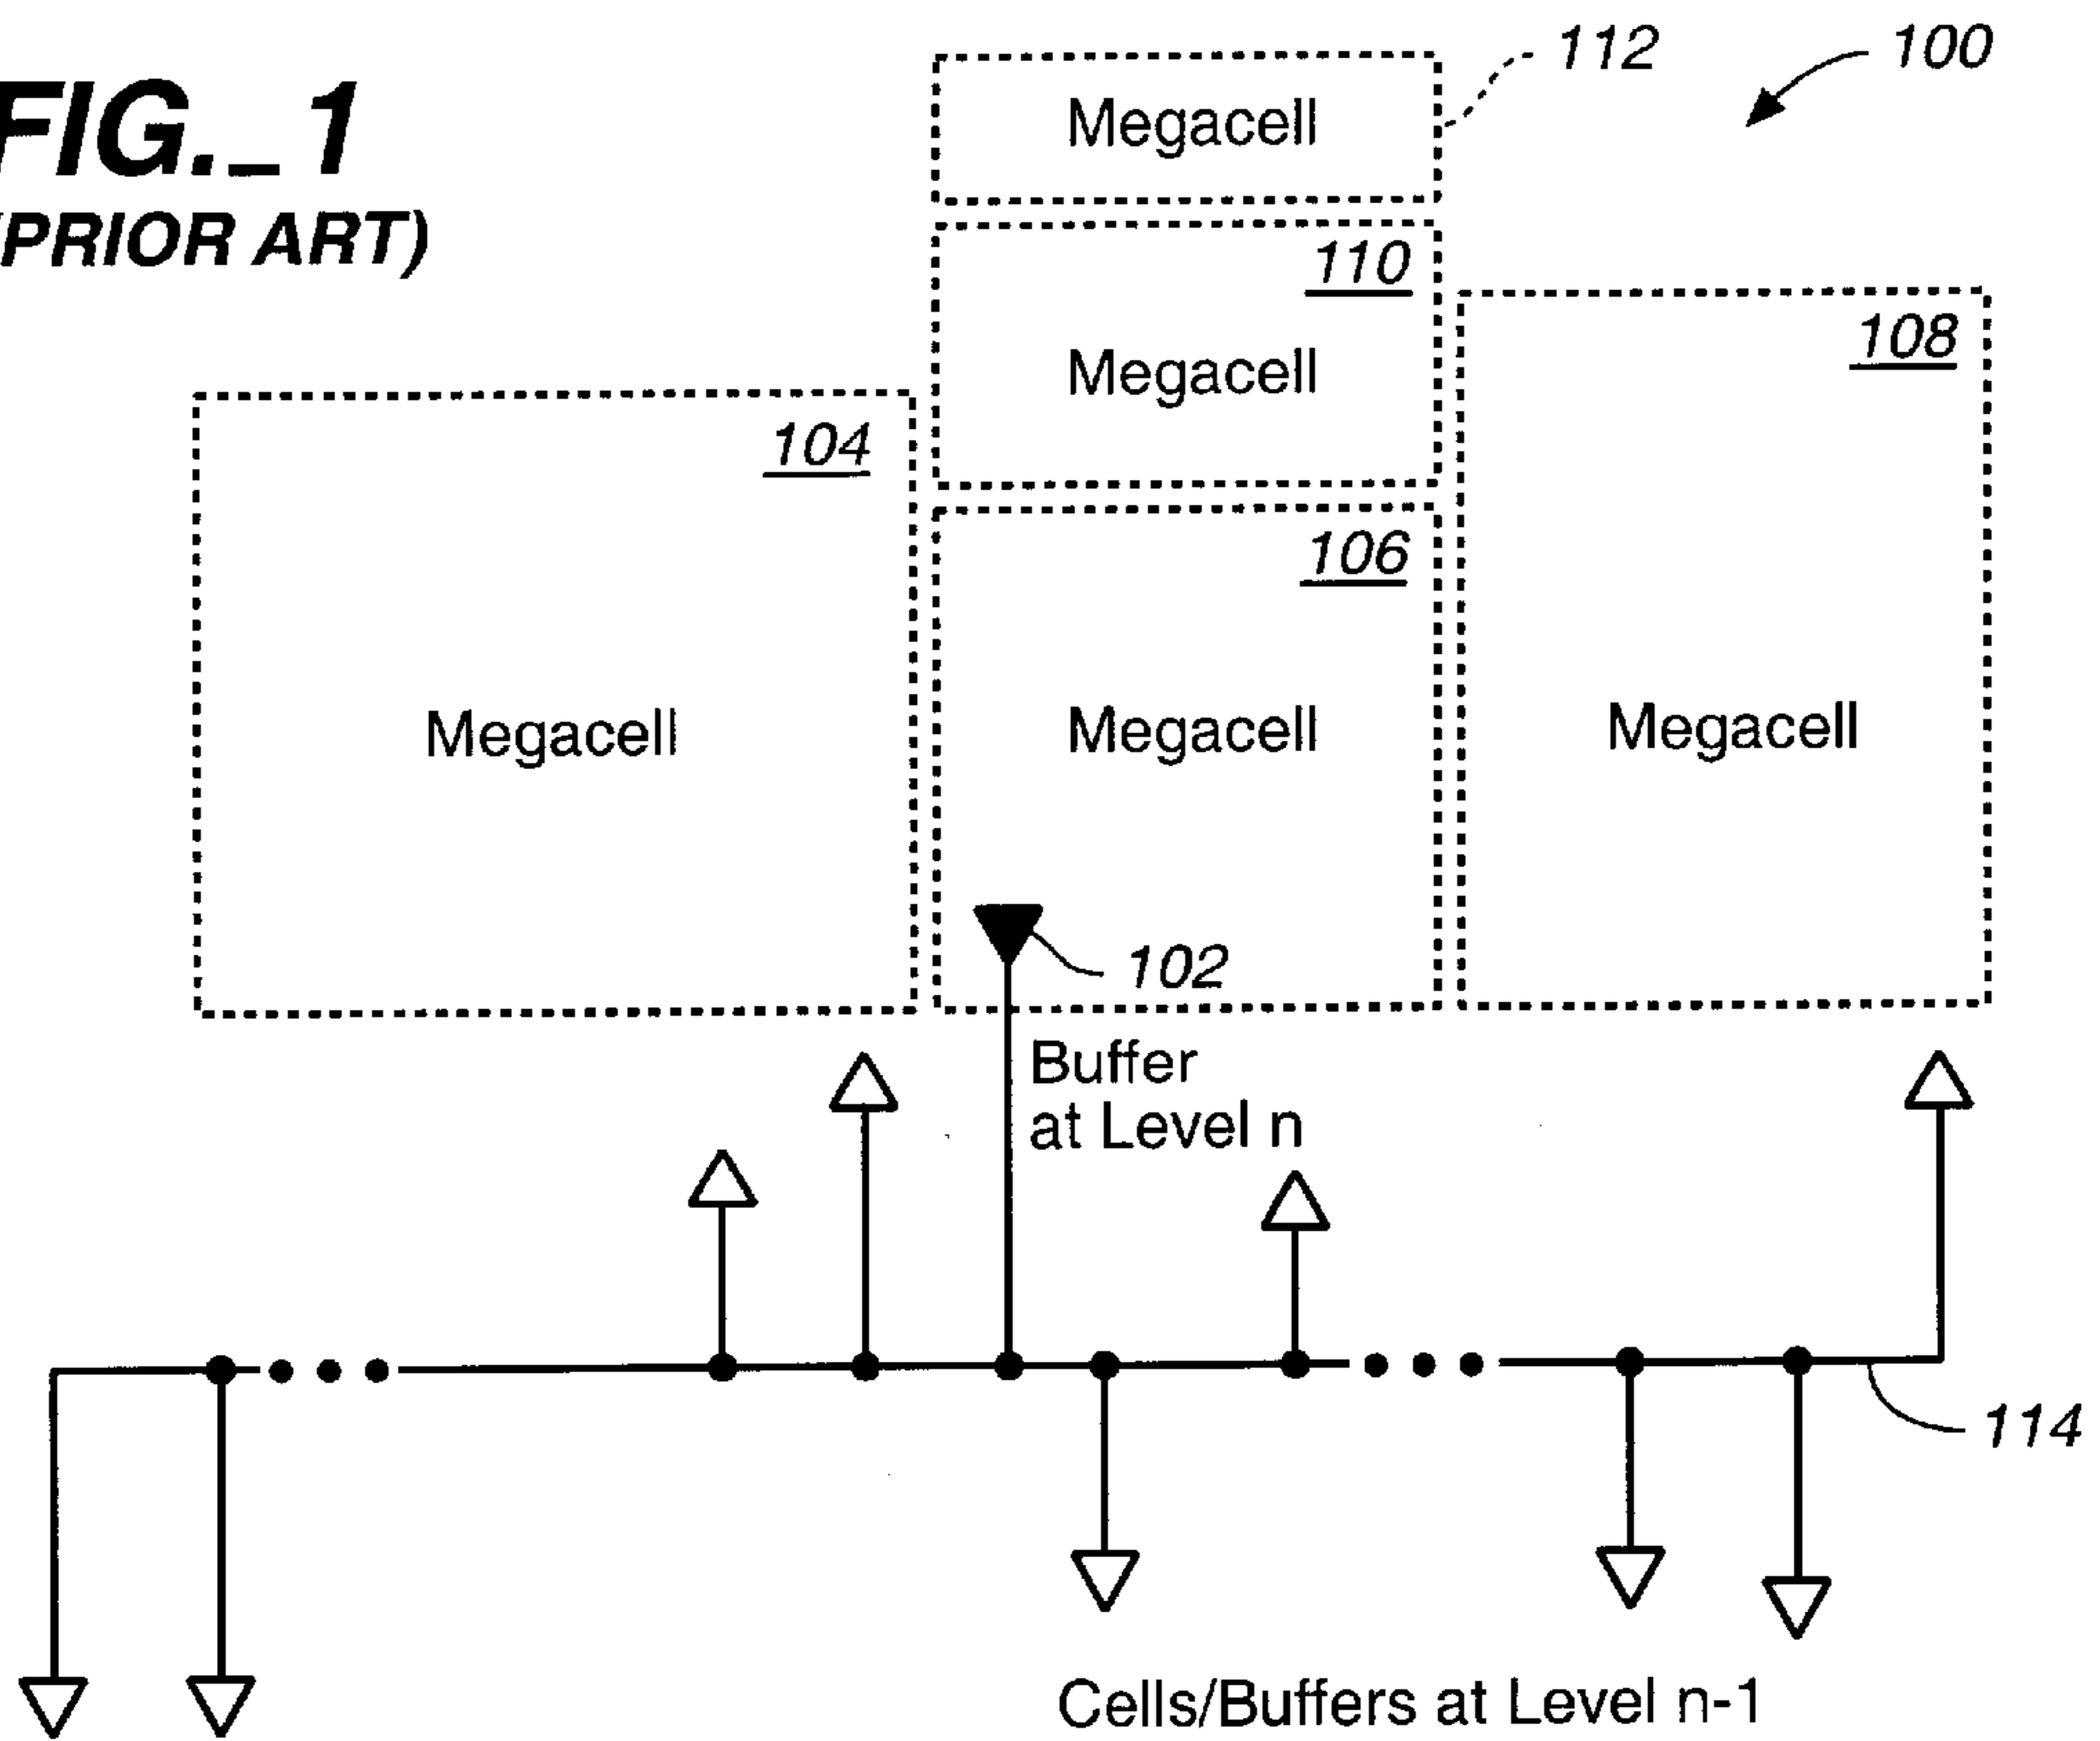 FIG._1
(PRIOR ART)
112
100
Megacell
110
Megacell
108
104
106
Megacell
Megacell
Megacell
102
Buffer
at Level n
114
Cells/Buffers at Level n-1